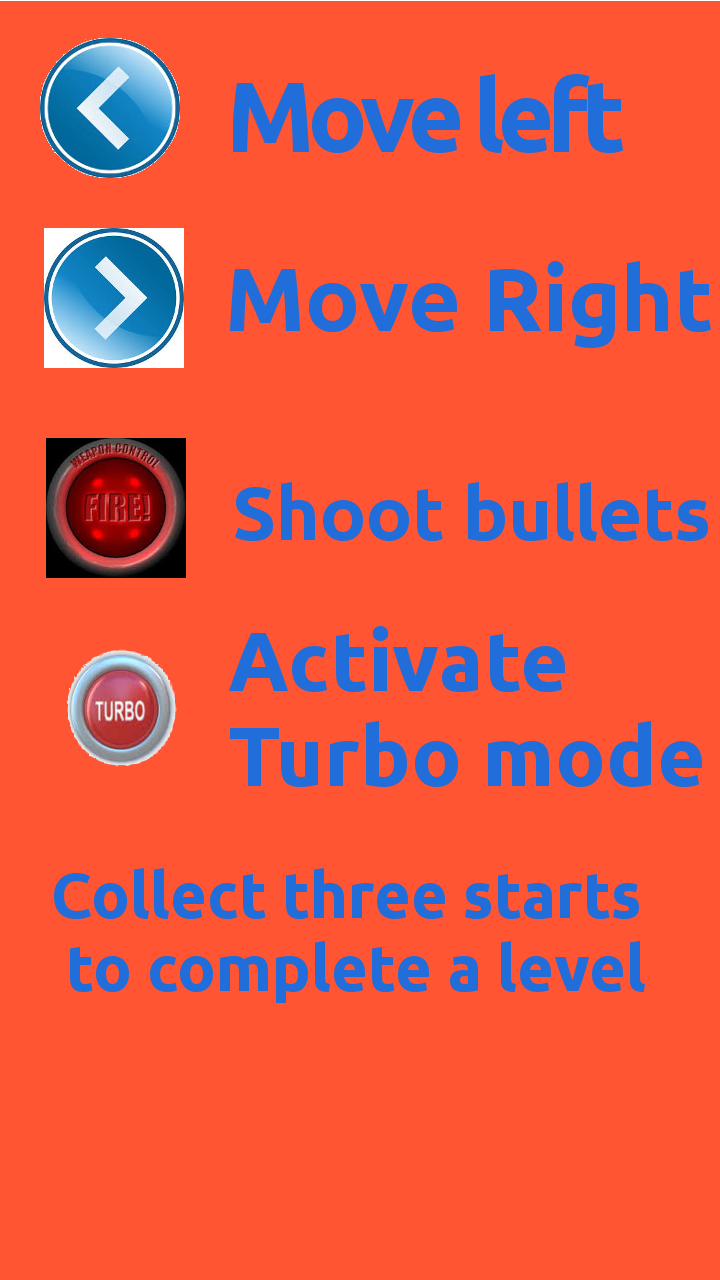 Move left
Move Right
WEAPON CONTROL
FIRE!
Shoot bullets
Activate
TURBO
Turbo mode
Collect three starts
to complete a level